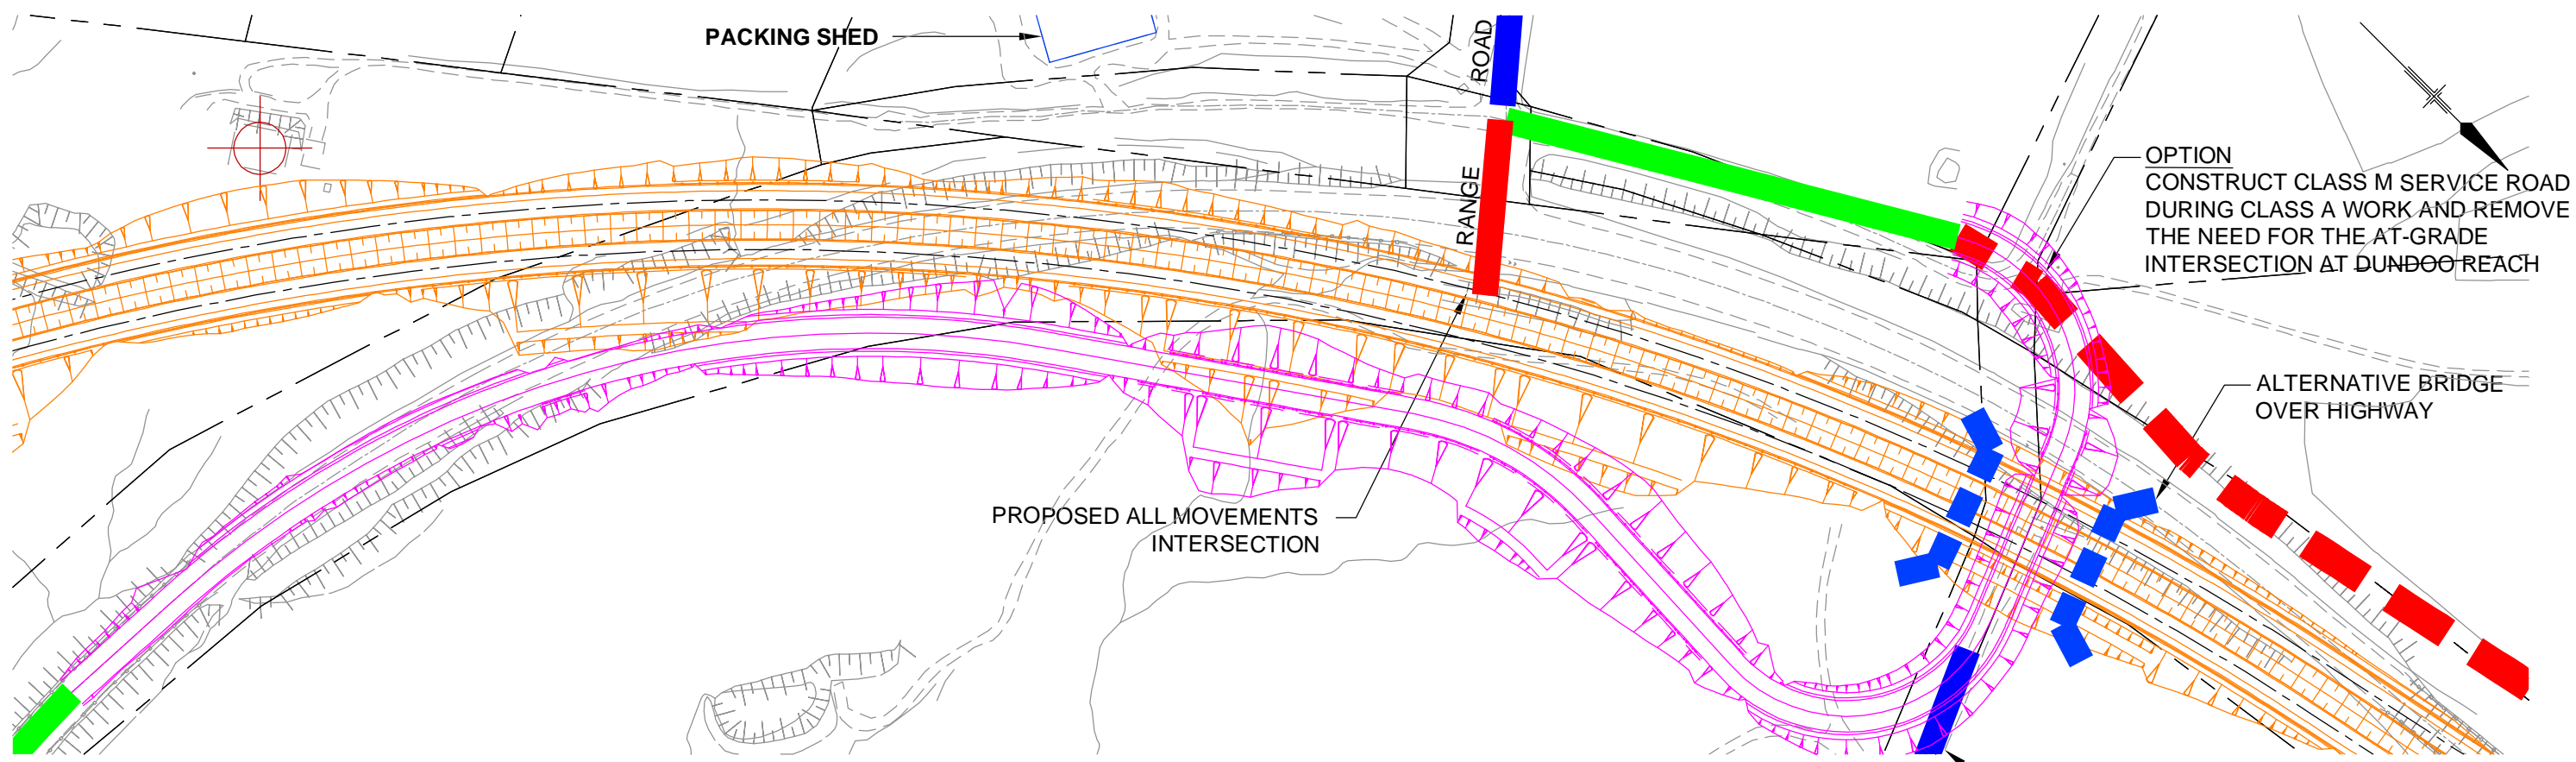 PACKING SHED
ROAD
RANGE
OPTION
CONSTRUCT CLASS M SERVICE ROAD
DURING CLASS A WORK AND REMOVE
THE NEED FOR THE AT-GRADE
INTERSECTION AT DUNDOO REACH
ALTERNATIVE BRIDGE
OVER HIGHWAY
PROPOSED ALL MOVEMENTS
INTERSECTION